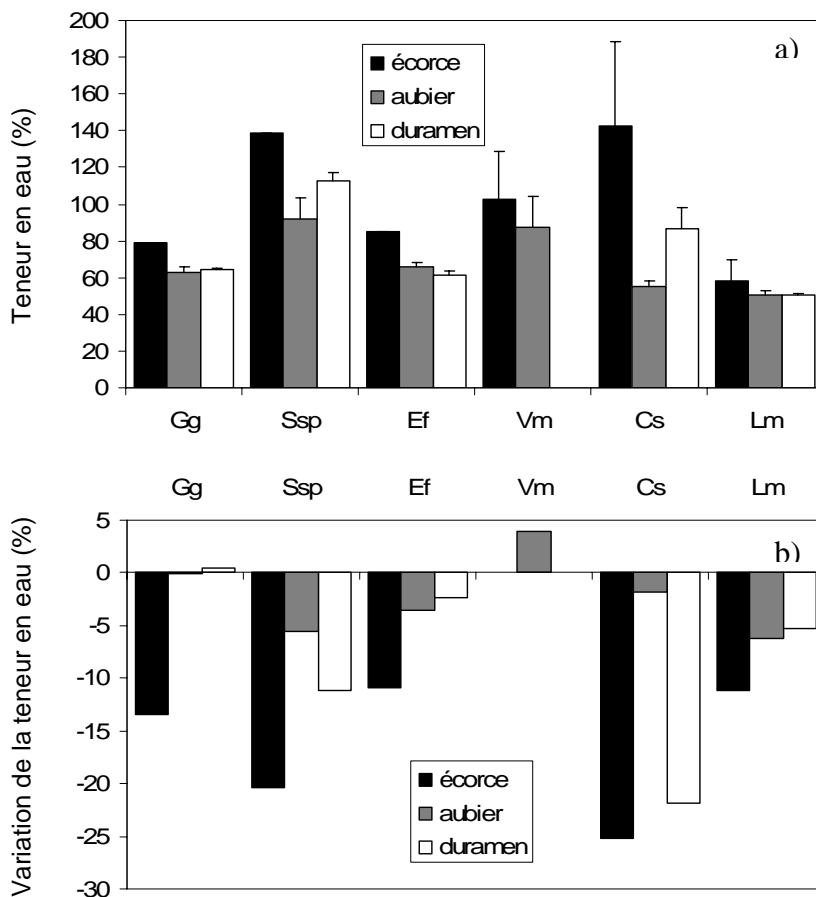 Teneur en eau (%)
200
180
160
140
120
100
80
60
40
20
0
a)
écorce
aubier
duramen
Gg Ssp Ef Vm Cs Lm
Gg Ssp Ef Vm Cs Lm
Variation de la teneur en eau (%)
5
0
-5
-10
-15
-20
-25
-30
b)
écorce
aubier
duramen